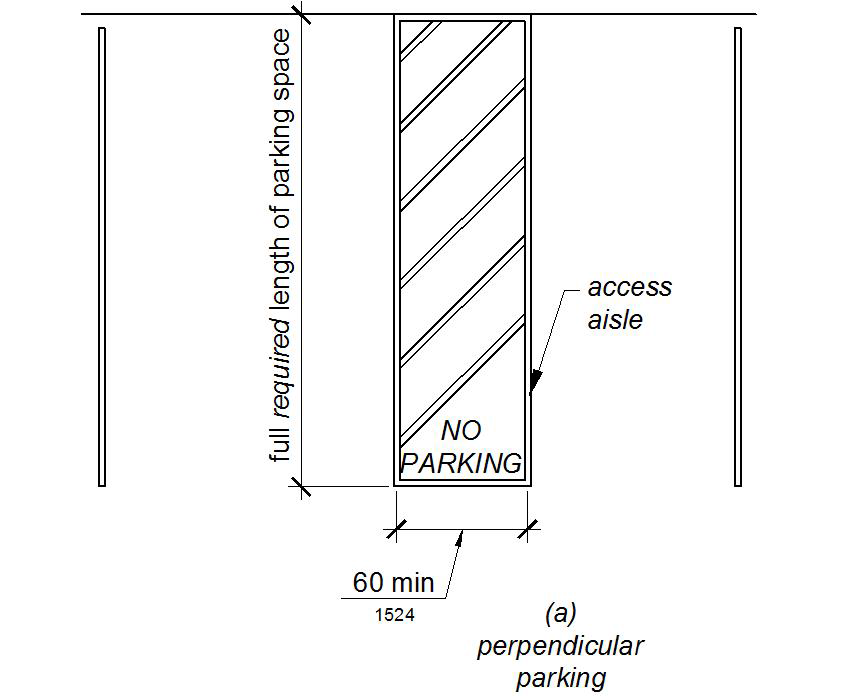 full required length of parking space
access
aisle
NO
PARKING
60 min
1524
(a)
perpendicular
parking